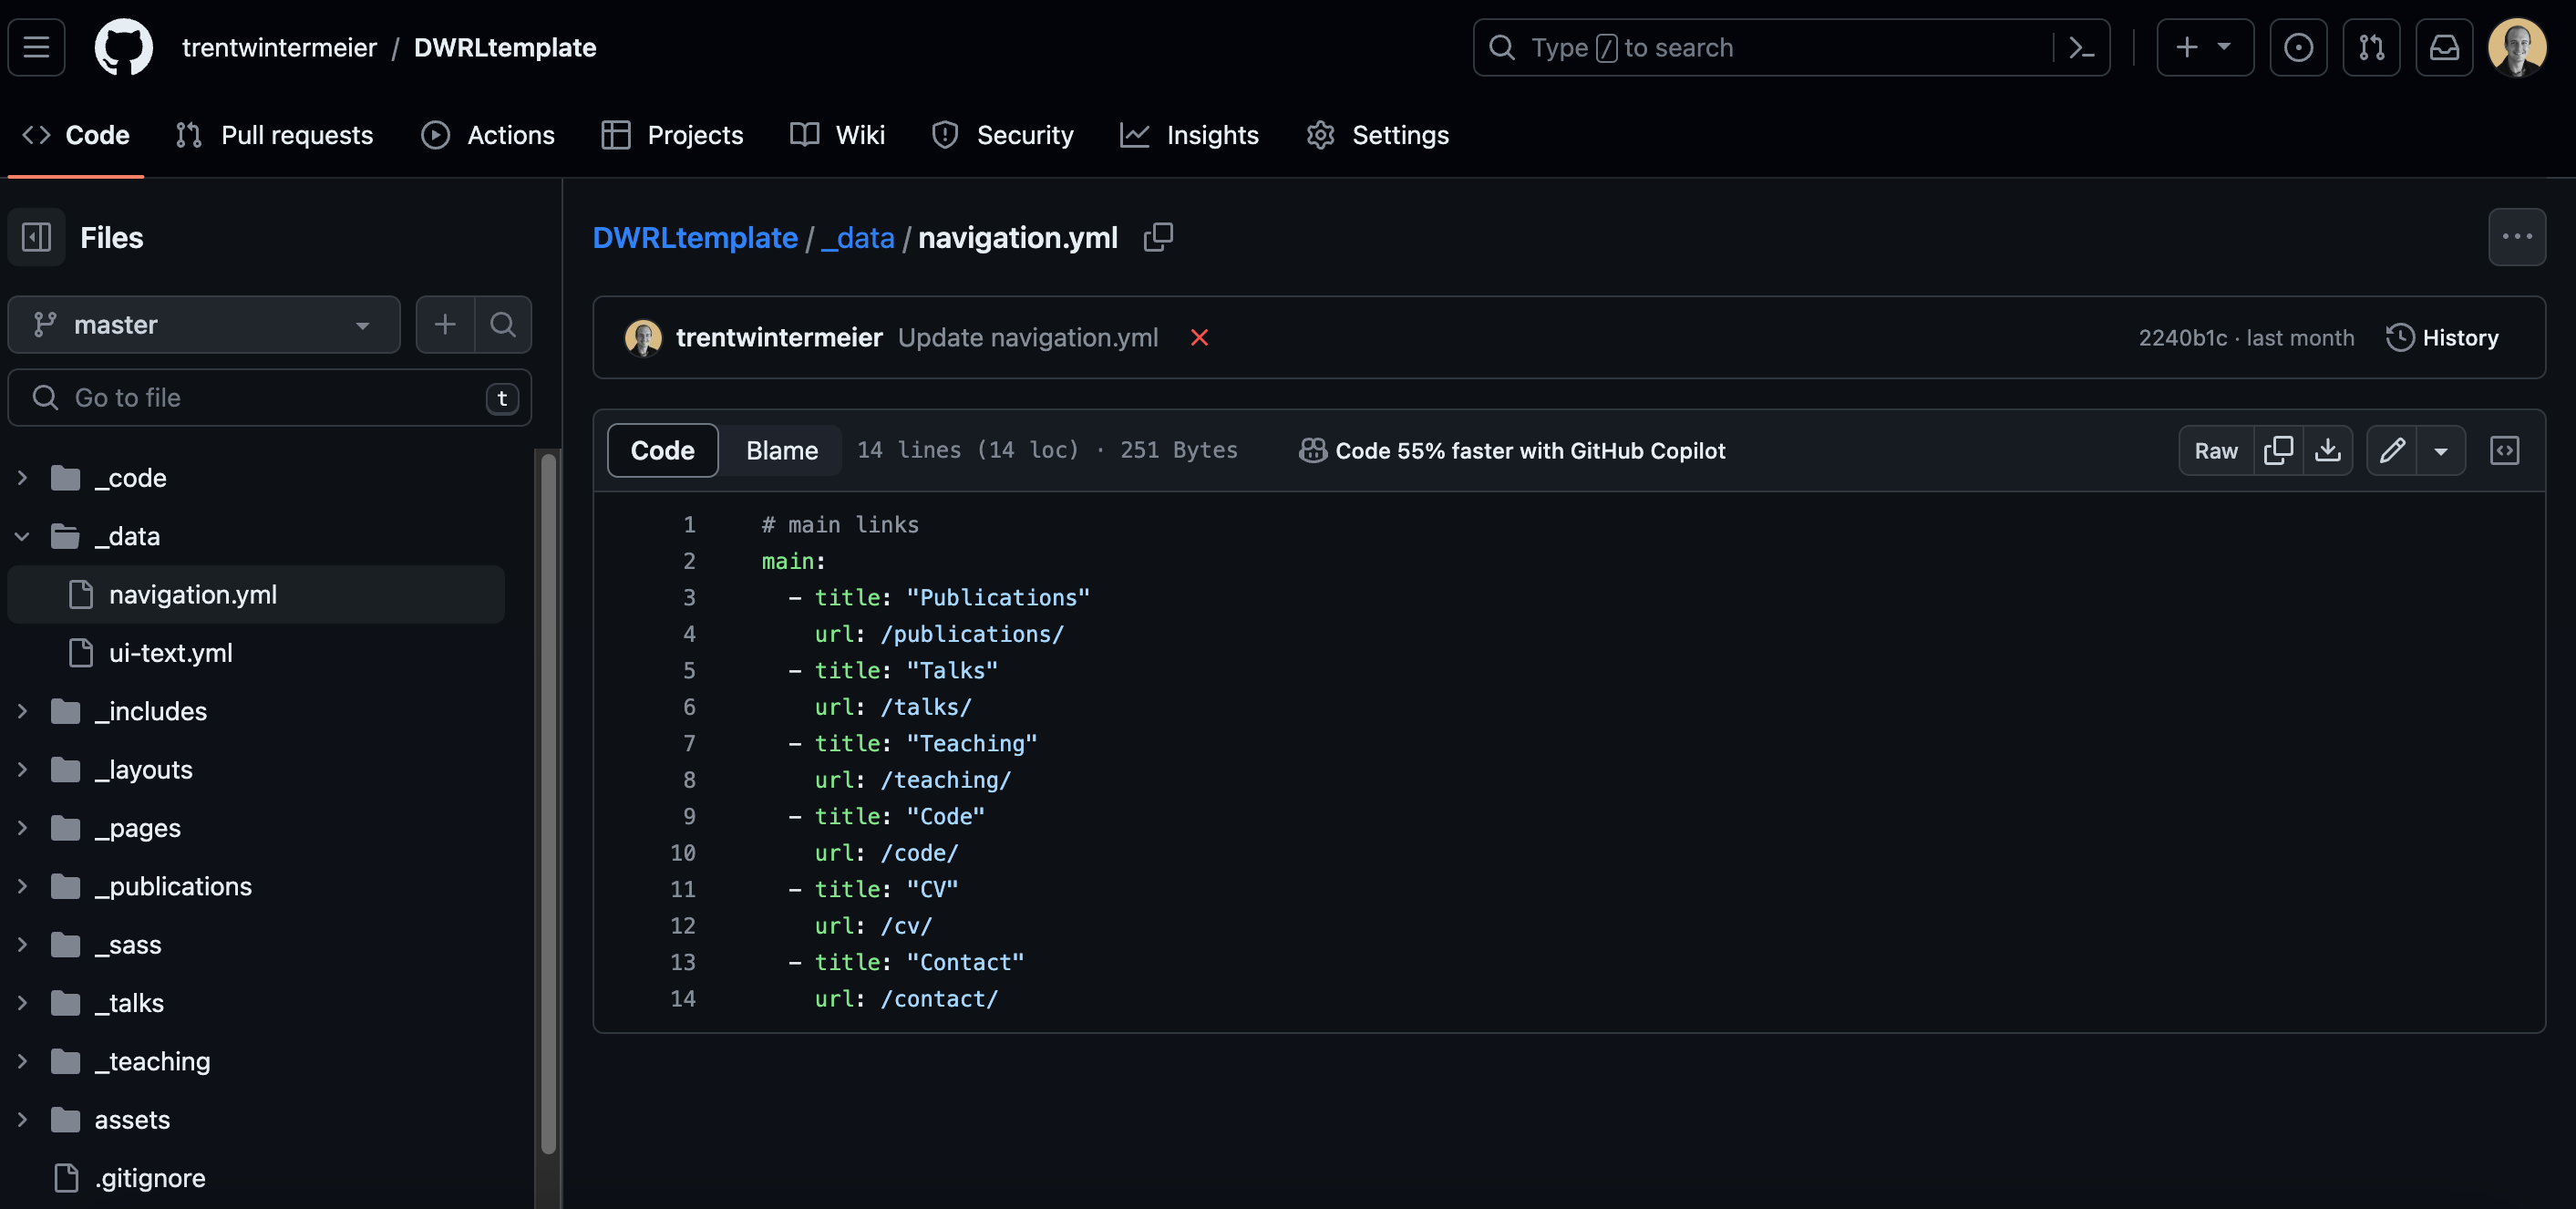 trentwintermeier / DWRLtemplate
Type / to search
Code Pull requests Actions Projects Wiki Security Insights Settings
Files
master
Go to file t
_code
_data
navigation.yml
ui-text.yml
_includes
_layouts
_pages
_publications
_sass
_talks
_teaching
assets
.gitignore
DWRLtemplate / _data / navigation.yml
trentwintermeier Update navigation.yml
2240b1c · last month History
Code Blame 14 lines (14 loc) · 251 Bytes Code 55% faster with GitHub Copilot Raw
1 # main links
2 main:
3   - title: "Publications"
4     url: /publications/
5   - title: "Talks"
6     url: /talks/
7   - title: "Teaching"
8     url: /teaching/
9   - title: "Code"
10     url: /code/
11   - title: "CV"
12     url: /cv/
13   - title: "Contact"
14     url: /contact/